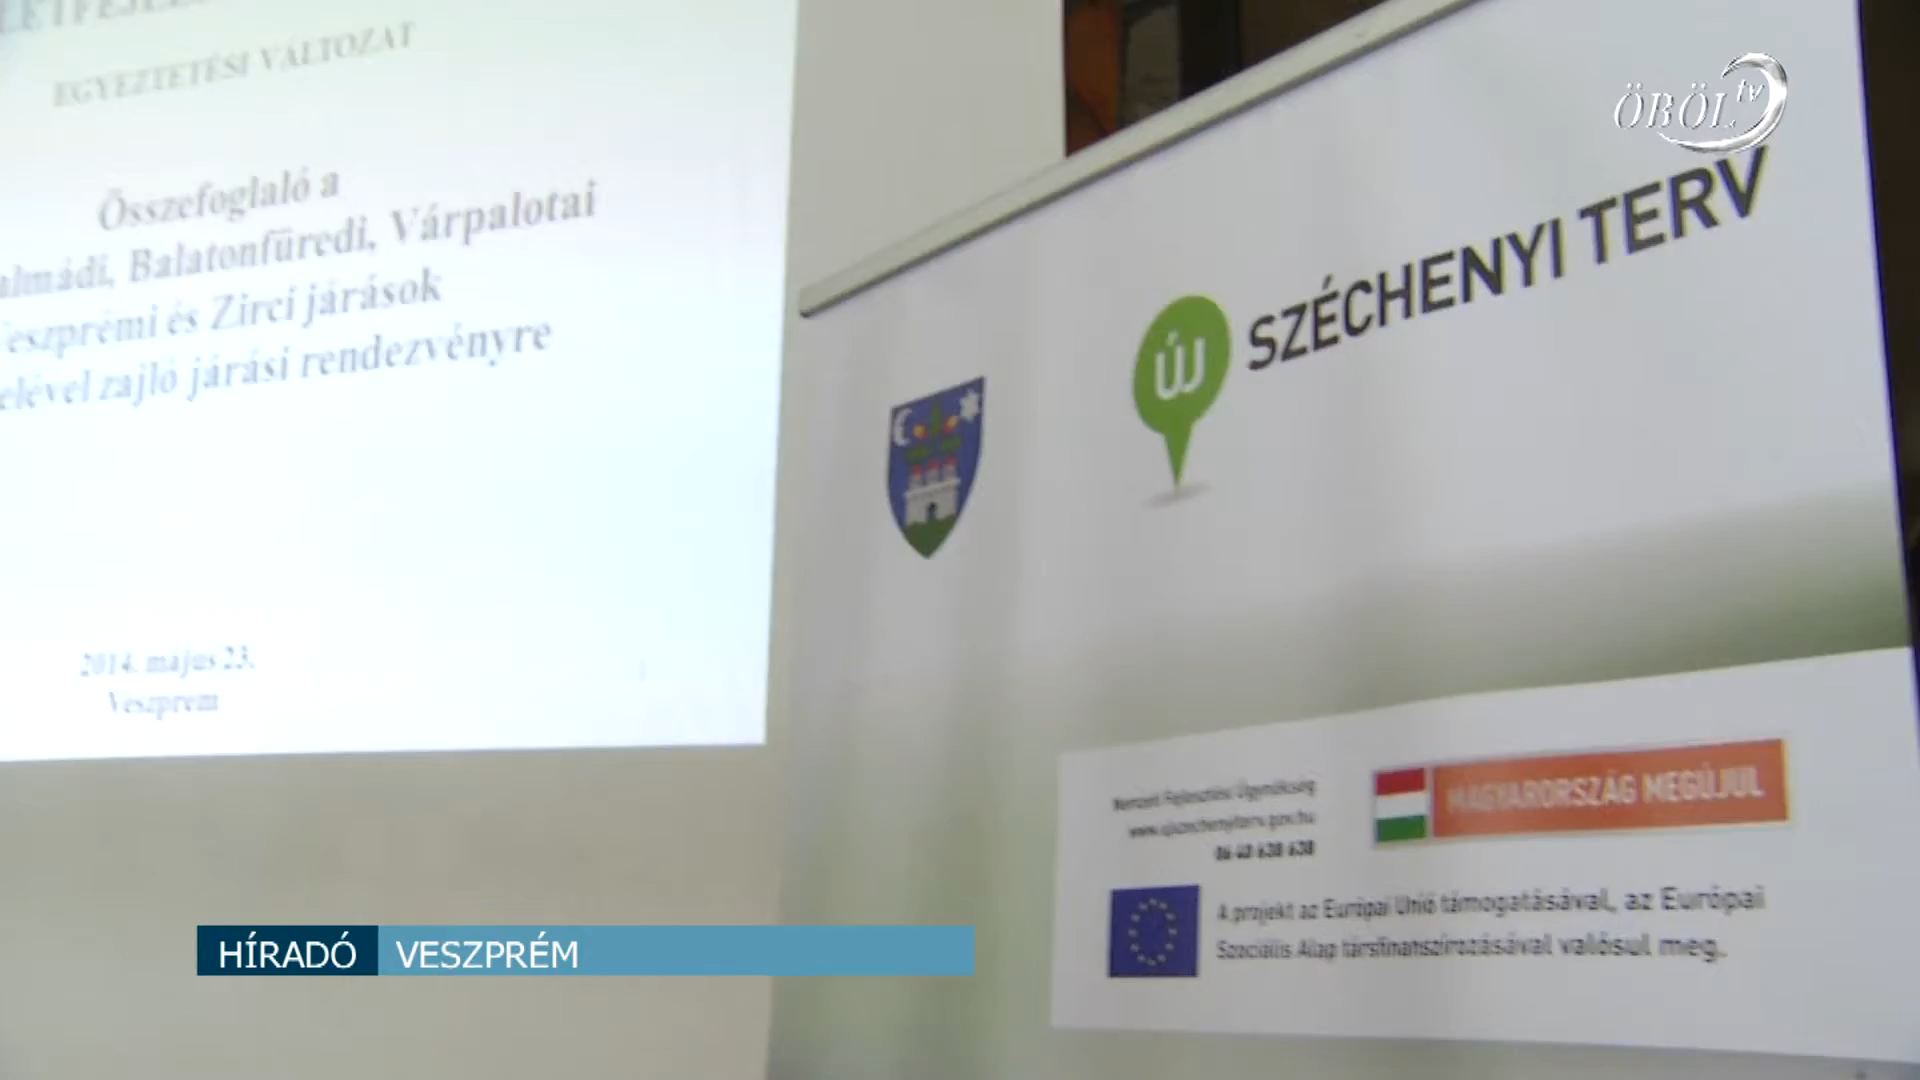 EGYEZTETÉSI VÁLTOZAT
Összefoglaló a
almádi, Balatonfüredi, Várpalotai
eszprémi és Zirci járások
elével zajló járási rendezvényre
2014. május 23.
Veszprém
ÖBÖL tv
ÚJ SZÉCHENYI TERV
Nemzeti Fejlesztési Ügynökség
www.ujszechenyiterv.gov.hu
06 40 638 638
MAGYARORSZÁG MEGÚJUL
A projekt az Európai Unió támogatásával, az Európai
Szociális Alap társfinanszírozásával valósul meg.
HÍRADÓ VESZPRÉM